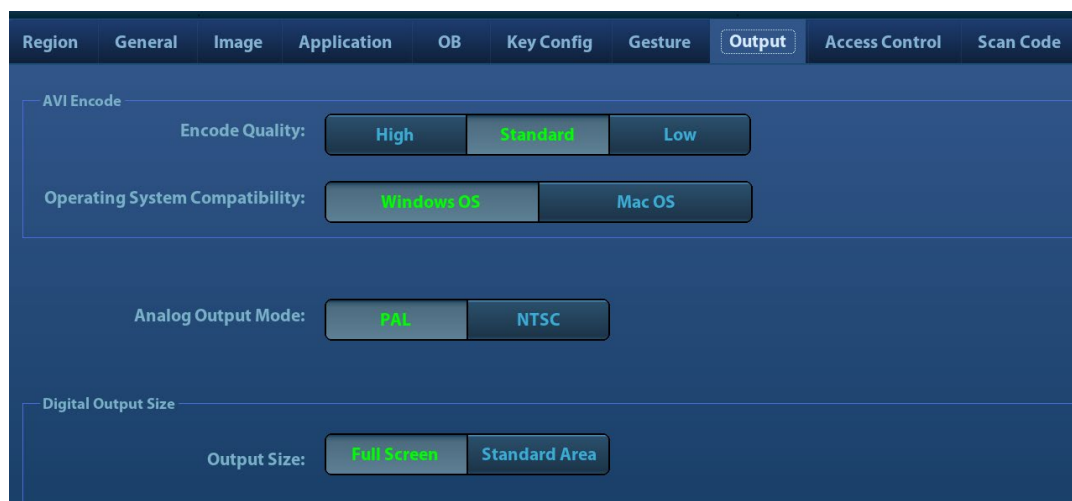 Region General Image Application OB Key Config Gesture Output Access Control Scan Code
AVI Encode
Encode Quality: High Standard Low
Operating System Compatibility: Windows OS Mac OS
Analog Output Mode: PAL NTSC
Digital Output Size
Output Size: Full Screen Standard Area